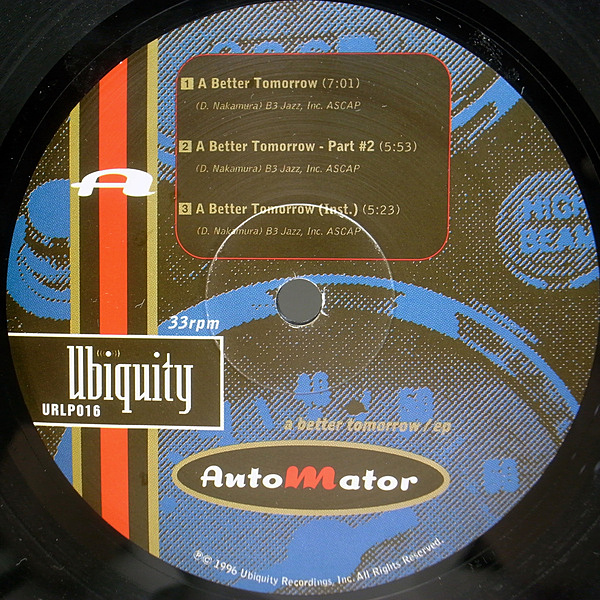 1 A Better Tomorrow (7:01)
(D. Nakamura) B3 Jazz, Inc. ASCAP
2 A Better Tomorrow - Part #2 (5:53)
(D. Nakamura) B3 Jazz, Inc. ASCAP
A
3 A Better Tomorrow (Inst.) (5:23)
(D. Nakamura) B3 Jazz, Inc. ASCAP
HIGH
BEAM
33rpm
Ubiquity
URLP016
a better tomorrow / ep
AutoMator
℗© 1996 Ubiquity Recordings, Inc. All Rights Reserved.